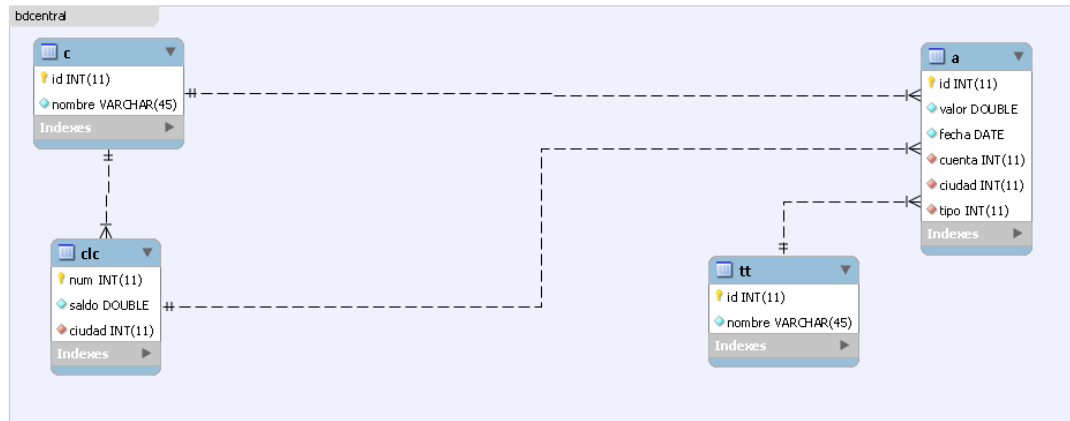 bdcentral
c
id INT(11)
nombre VARCHAR(45)
Indexes
a
id INT(11)
valor DOUBLE
fecha DATE
cuenta INT(11)
ciudad INT(11)
tipo INT(11)
Indexes
clc
num INT(11)
saldo DOUBLE
ciudad INT(11)
Indexes
tt
id INT(11)
nombre VARCHAR(45)
Indexes